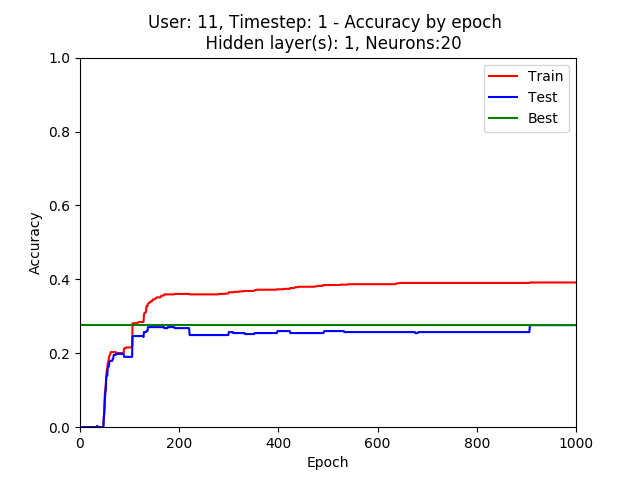 User: 11, Timestep: 1 - Accuracy by epoch
Hidden layer(s): 1, Neurons:20
1.0
0.8
0.6
0.4
0.2
0.0
Accuracy
Train
Test
Best
0 200 400 600 800 1000
Epoch